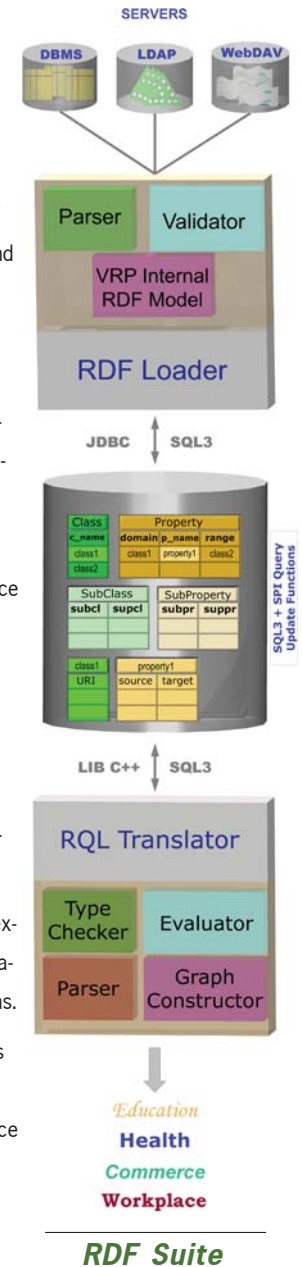 SERVERS
DBMS LDAP WebDAV
Parser Validator
VRP Internal
RDF Model
RDF Loader
JDBC SQL3
Class Property
c_name domain p_name range
class1 class1 property1 class2
class2
SubClass SubProperty
subcl supcl subpr suppr
class1 property1
URI source target
SQL3 + SPI Query
Update Functions
LIB C++ SQL3
RQL Translator
Type
Checker
Evaluator
Parser
Graph
Constructor
Education
Health
Commerce
Workplace
RDF Suite